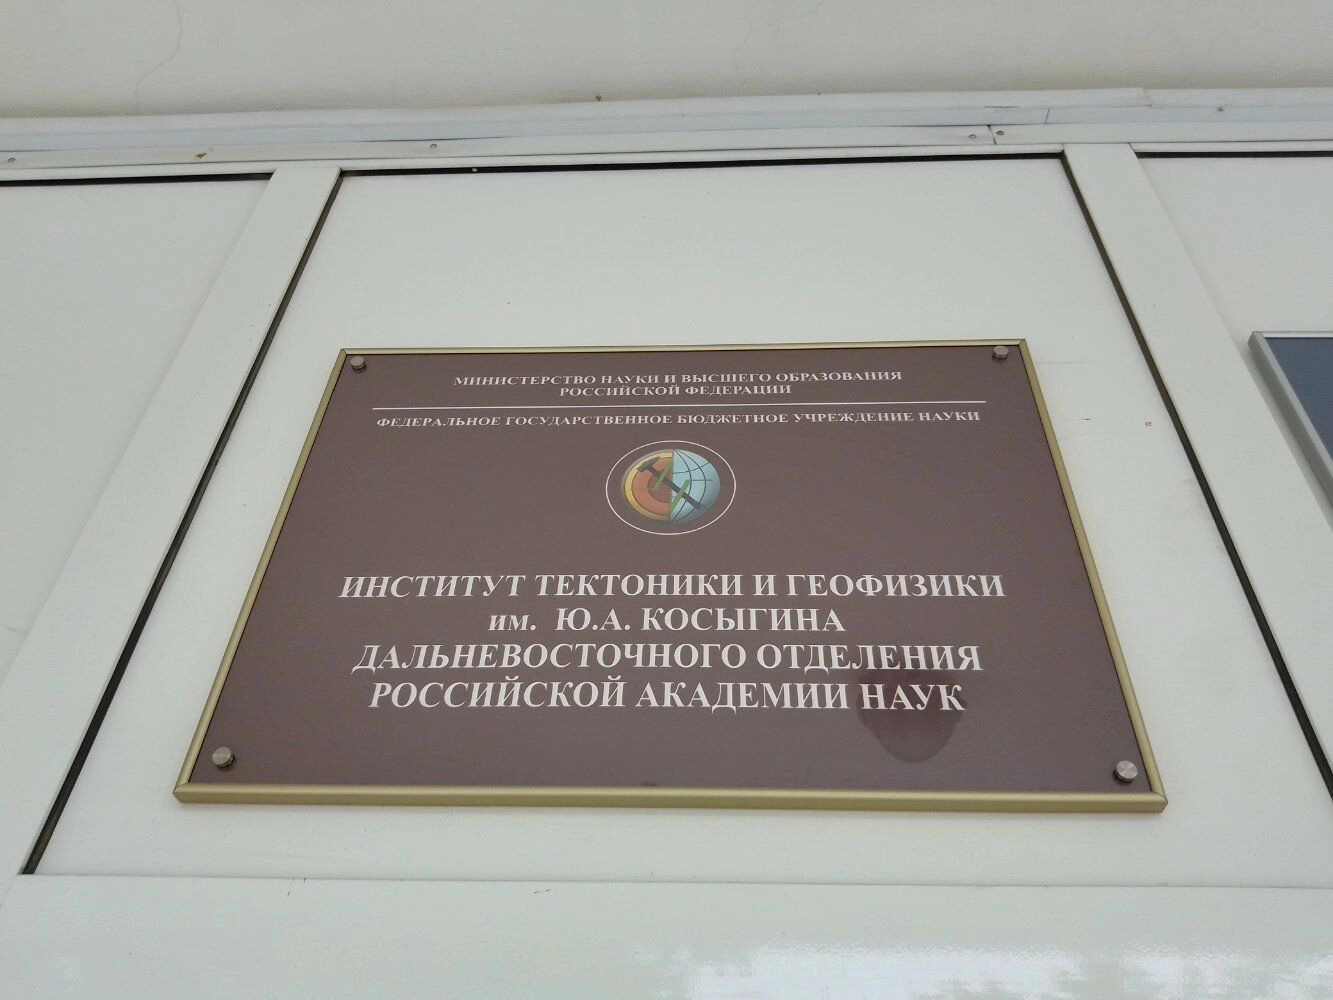 МИНИСТЕРСТВО НАУКИ И ВЫСШЕГО ОБРАЗОВАНИЯ
РОССИЙСКОЙ ФЕДЕРАЦИИ
ФЕДЕРАЛЬНОЕ ГОСУДАРСТВЕННОЕ БЮДЖЕТНОЕ УЧРЕЖДЕНИЕ НАУКИ
ИНСТИТУТ ТЕКТОНИКИ И ГЕОФИЗИКИ
им. Ю.А. КОСЫГИНА
ДАЛЬНЕВОСТОЧНОГО ОТДЕЛЕНИЯ
РОССИЙСКОЙ АКАДЕМИИ НАУК